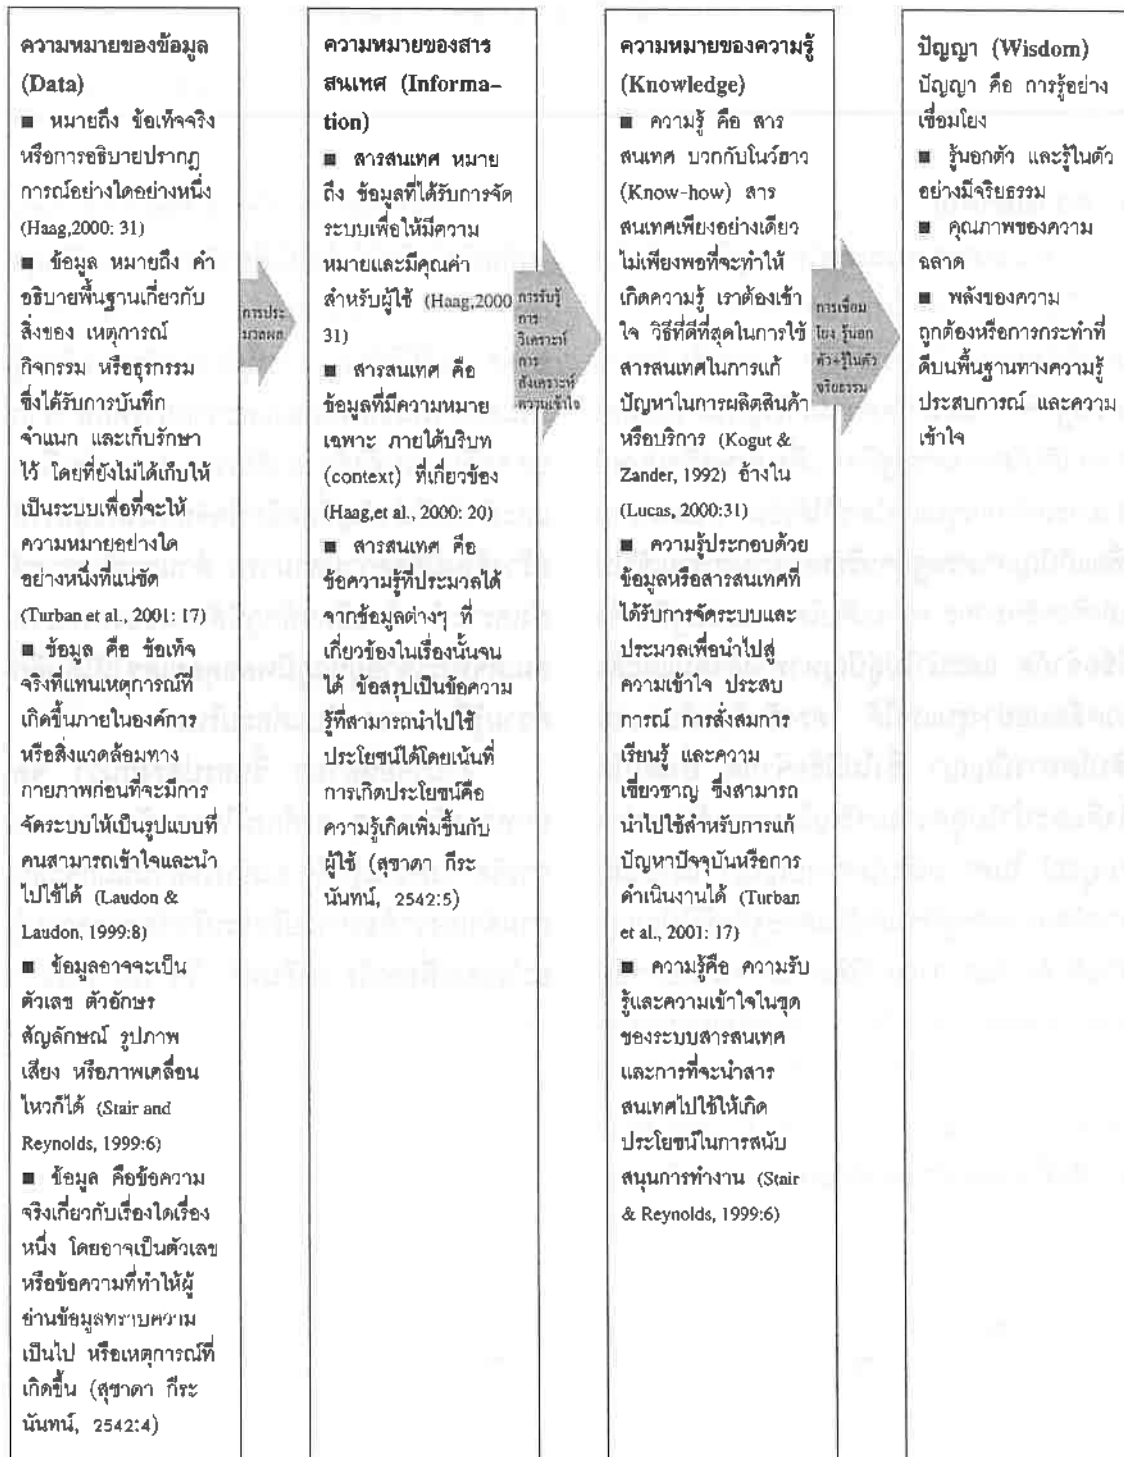 ความหมายของข้อมูล
(Data)
■ หมายถึง ข้อเท็จจริง
หรือการอธิบายปรากฏ
การณ์อย่างใดอย่างหนึ่ง
(Haag,2000: 31)
■ ข้อมูล หมายถึง คำ
อธิบายพื้นฐานเกี่ยวกับ
สิ่งของ เหตุการณ์
กิจกรรม หรือธุรกรรม
ซึ่งได้รับการบันทึก
จำแนก และเก็บรักษา
ไว้ โดยที่ยังไม่ได้เก็บให้
เป็นระบบเพื่อที่จะให้
ความหมายอย่างใด
อย่างหนึ่งที่แน่ชัด
(Turban et al., 2001: 17)
■ ข้อมูล คือ ข้อเท็จ
จริงที่แทนเหตุการณ์ที่
เกิดขึ้นภายในองค์การ
หรือสิ่งแวดล้อมทาง
กายภาพก่อนที่จะมีการ
จัดระบบให้เป็นรูปแบบที่
คนสามารถเข้าใจและนำ
ไปใช้ได้ (Laudon &
Laudon, 1999:8)
■ ข้อมูลอาจจะเป็น
ตัวเลข ตัวอักษร
สัญลักษณ์ รูปภาพ
เสียง หรือภาพเคลื่อน
ไหวก็ได้ (Stair and
Reynolds, 1999:6)
■ ข้อมูล คือข้อความ
จริงเกี่ยวกับเรื่องใดเรื่อง
หนึ่ง โดยอาจเป็นตัวเลข
หรือข้อความที่ทำให้ผู้
อ่านข้อมูลทราบความ
เป็นไป หรือเหตุการณ์ที่
เกิดขึ้น (สุชาดา กีระ
นันทน์, 2542:4)
การประ
มวลผล
ความหมายของสาร
สนเทศ (Informa-
tion)
■ สารสนเทศ หมาย
ถึง ข้อมูลที่ได้รับการจัด
ระบบเพื่อให้มีความ
หมายและมีคุณค่า
สำหรับผู้ใช้ (Haag,2000
31)
■ สารสนเทศ คือ
ข้อมูลที่มีความหมาย
เฉพาะ ภายใต้บริบท
(context) ที่เกี่ยวข้อง
(Haag,et al., 2000: 20)
■ สารสนเทศ คือ
ข้อความรู้ที่ประมวลได้
จากข้อมูลต่างๆ ที่
เกี่ยวข้องในเรื่องนั้นจน
ได้ ข้อสรุปเป็นข้อความ
รู้ที่สามารถนำไปใช้
ประโยชน์ได้โดยเน้นที่
การเกิดประโยชน์คือ
ความรู้เกิดเพิ่มขึ้นกับ
ผู้ใช้ (สุชาดา กีระ
นันทน์, 2542:5)
การรับรู้
การ
วิเคราะห์
การ
สังเคราะห์
ความเข้าใจ
ความหมายของความรู้
(Knowledge)
■ ความรู้ คือ สาร
สนเทศ บวกกับโนว์ฮาว
(Know-how) สาร
สนเทศเพียงอย่างเดียว
ไม่เพียงพอที่จะทำให้
เกิดความรู้ เราต้องเข้า
ใจ วิธีที่ดีที่สุดในการใช้
สารสนเทศในการแก้
ปัญหาในการผลิตสินค้า
หรือบริการ (Kogut &
Zander, 1992) อ้างใน
(Lucas, 2000:31)
■ ความรู้ประกอบด้วย
ข้อมูลหรือสารสนเทศที่
ได้รับการจัดระบบและ
ประมวลเพื่อนำไปสู่
ความเข้าใจ ประสบ
การณ์ การสั่งสมการ
เรียนรู้ และความ
เชี่ยวชาญ ซึ่งสามารถ
นำไปใช้สำหรับการแก้
ปัญหาปัจจุบันหรือการ
ดำเนินงานได้ (Turban
et al., 2001: 17)
■ ความรู้คือ ความรับ
รู้และความเข้าใจในชุด
ของระบบสารสนเทศ
และการที่จะนำสาร
สนเทศไปใช้ให้เกิด
ประโยชน์ในการสนับ
สนุนการทำงาน (Stair
& Reynolds, 1999:6)
การเชื่อม
โยง รู้นอก
ตัว+รู้ในตัว
จริยธรรม
ปัญญา (Wisdom)
ปัญญา คือ การรู้อย่าง
เชื่อมโยง
■ รู้นอกตัว และรู้ในตัว
อย่างมีจริยธรรม
■ คุณภาพของความ
ฉลาด
■ พลังของความ
ถูกต้องหรือการกระทำที่
ดีบนพื้นฐานทางความรู้
ประสบการณ์ และความ
เข้าใจ